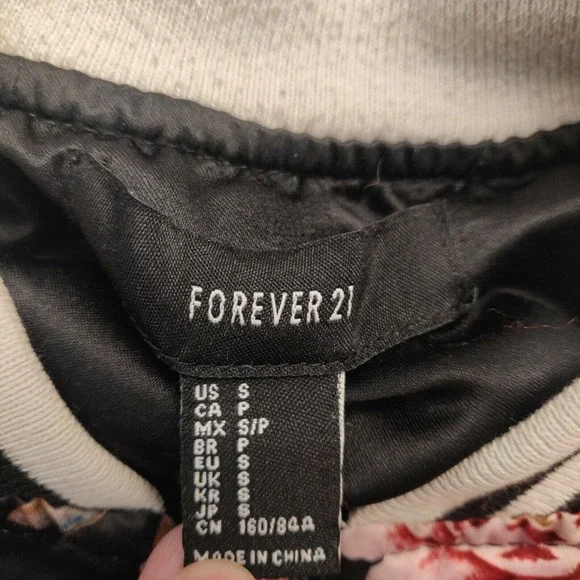 FOREVER 21
US S
CA P
MX S/P
BR P
EU S
UK S
KR S
JP S
CN 160/84A
MADE IN CHINA